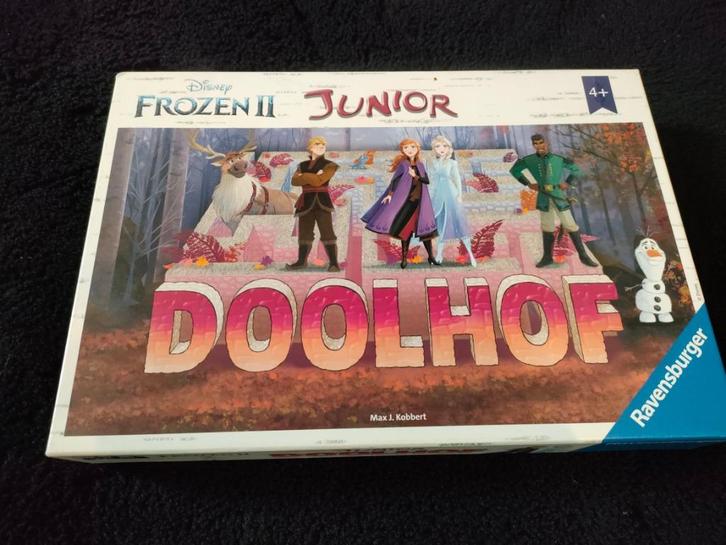 Disney
FROZEN II
JUNIOR
4+
DOOLHOF
Max J. Kobbert
Ravensburger